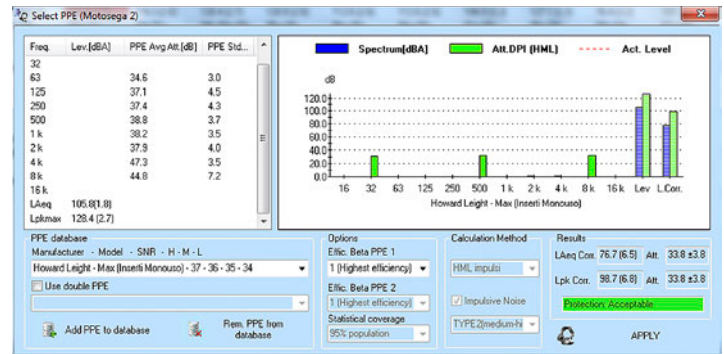 Select PPE (Motosega 2)
Freq. Lev.[dBA] PPE Avg Att.[dB] PPE Std...
32
63 34.6 3.0
125 37.1 4.5
250 37.4 4.3
500 38.8 3.7
1 k 38.2 3.5
2 k 37.9 4.0
4 k 47.3 3.5
8 k 44.8 7.2
16 k
LAeq 105.8(1.8)
Lpkmax 128.4 (2.7)
Spectrum[dBA] Att.DPI (HML) Act. Level
dB
120.0
100.0
80.0
60.0
40.0
20.0
0.0
16 32 63 125 250 500 1 k 2 k 4 k 8 k 16 k Lev L.Corr.
Howard Leight - Max (Inserti Monouso)
PPE database
Manufacturer - Model - SNR - H - M - L
Howard Leight - Max (Inserti Monouso) - 37 - 36 - 35 - 34
Use double PPE
Add PPE to database
Rem. PPE from
database
Options
Effic. Beta PPE 1
1 (Highest efficiency)
Effic. Beta PPE 2
1 (Highest efficiency)
Statistical coverage
95% population
Calculation Method
HML impulsi
Impulsive Noise
TYPE2(medium-hi
Results
LAeq Corr. 76.7 (6.5) Att. 33.8 ±3.8
Lpk Corr. 98.7 (6.8) Att. 33.8 ±3.8
Protection: Acceptable
APPLY